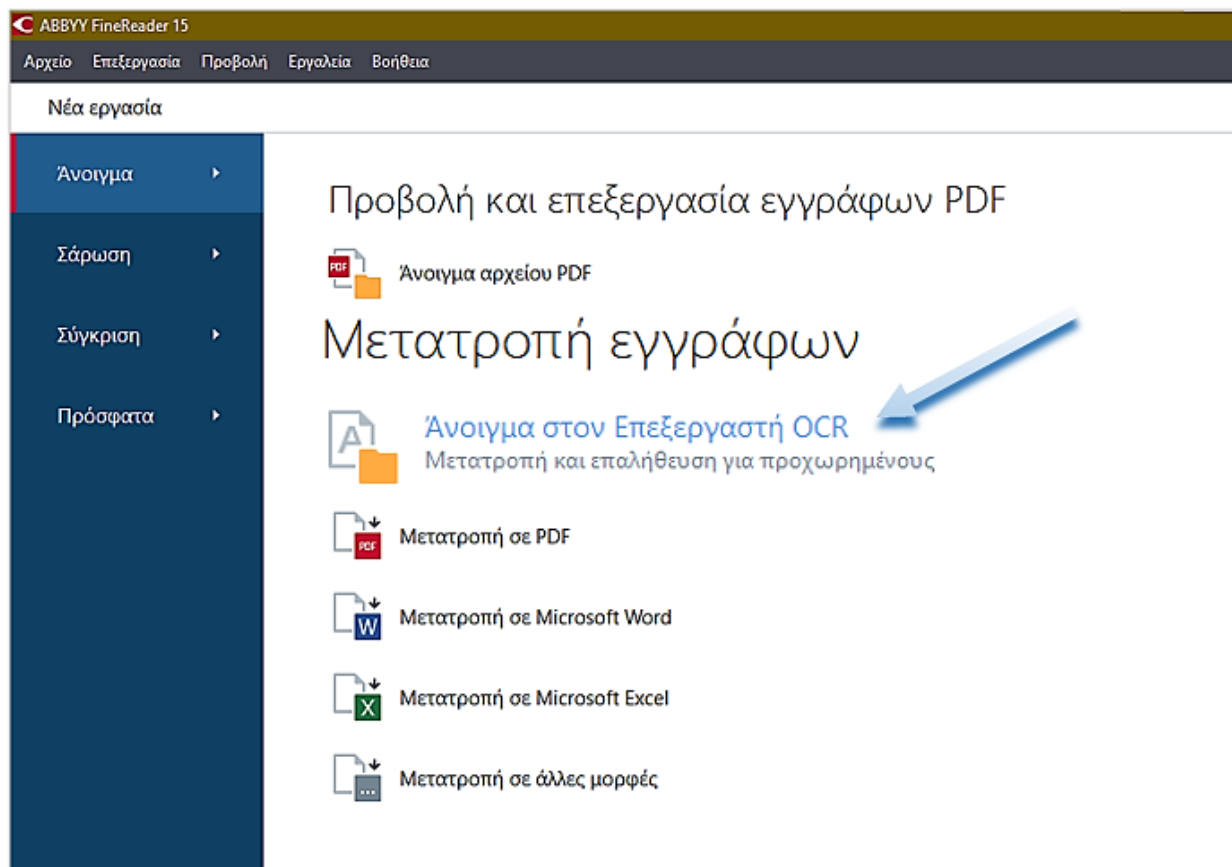 ABBYY FineReader 15
Αρχείο Επεξεργασία Προβολή Εργαλεία Βοήθεια
Νέα εργασία
Άνοιγμα
Σάρωση
Σύγκριση
Πρόσφατα
Προβολή και επεξεργασία εγγράφων PDF
PDF
Άνοιγμα αρχείου PDF
Μετατροπή εγγράφων
A
Άνοιγμα στον Επεξεργαστή OCR
Μετατροπή και επαλήθευση για προχωρημένους
PDF
Μετατροπή σε PDF
W
Μετατροπή σε Microsoft Word
X
Μετατροπή σε Microsoft Excel
...
Μετατροπή σε άλλες μορφές